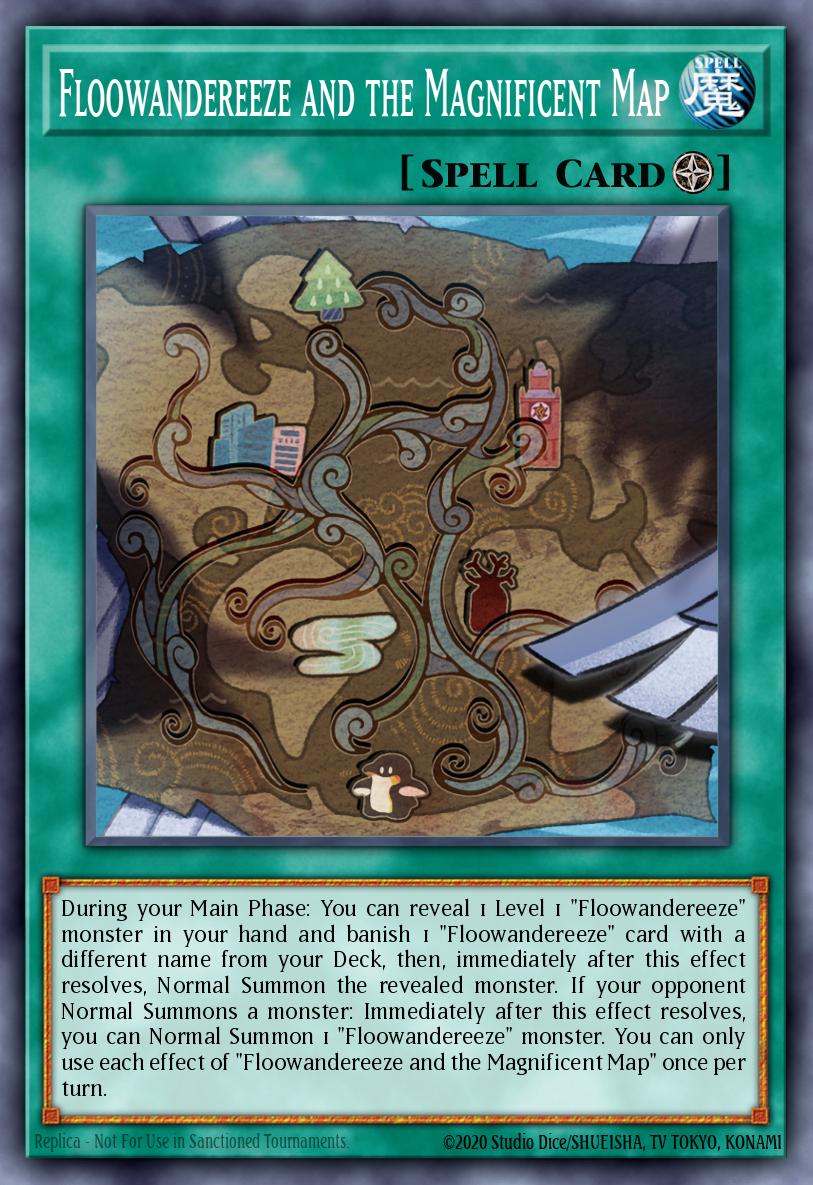 Floowandereeze and the Magnificent Map
SPELL
魔
[Spell Card]
During your Main Phase: You can reveal 1 Level 1 "Floowandereeze"
monster in your hand and banish 1 "Floowandereeze" card with a
different name from your Deck, then, immediately after this effect
resolves, Normal Summon the revealed monster. If your opponent
Normal Summons a monster: Immediately after this effect resolves,
you can Normal Summon 1 "Floowandereeze" monster. You can only
use each effect of "Floowandereeze and the Magnificent Map" once per
turn.
Replica - Not For Use in Sanctioned Tournaments.
©2020 Studio Dice/SHUEISHA, TV TOKYO, KONAMI